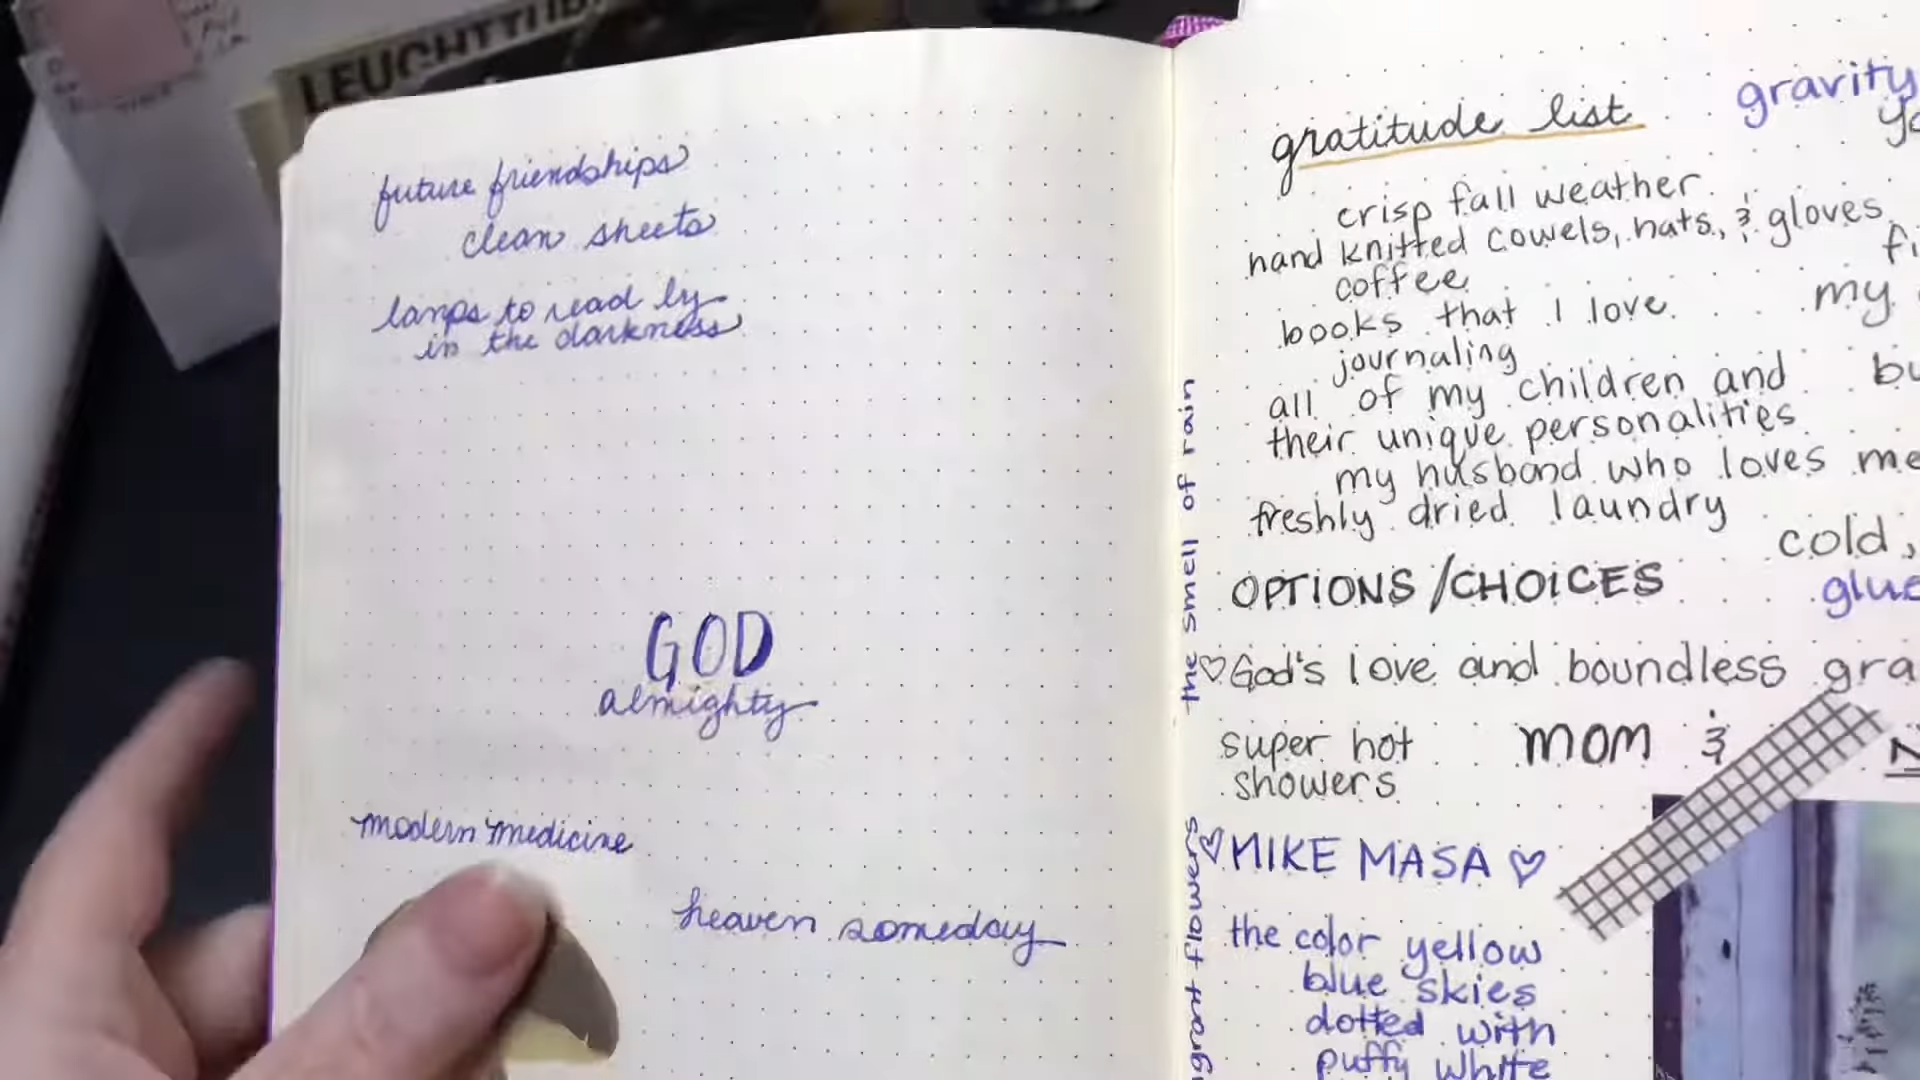 LEUCHTTU
future friendships
clean sheets
lamps to read by
in the darkness
GOD
almighty
modern medicine
heaven someday
gratitude list
gravity
crisp fall weather
hand knitted cowels, hats, & gloves
coffee
my
books that I love
journaling
all of my children and
their unique personalities
my husband who loves me
freshly dried laundry
cold,
OPTIONS/CHOICES
glue
♡God's love and boundless gra
super hot
showers
mom &
♡MIKE MASA♡
the color yellow
blue skies
dotted with
puffy white
the smell of rain
grant flowers